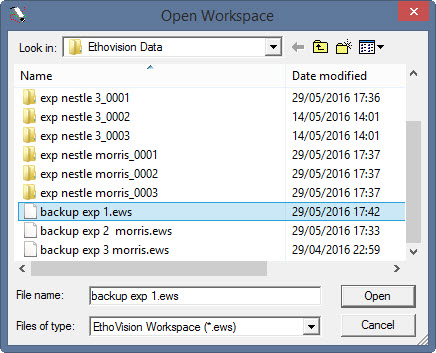 Open Workspace
Look in: Ethovision Data
Name Date modified
exp nestle 3_0001 29/05/2016 17:36
exp nestle 3_0002 14/05/2016 14:01
exp nestle 3_0003 14/05/2016 14:01
exp nestle morris_0001 29/05/2016 17:37
exp nestle morris_0002 29/05/2016 17:37
exp nestle morris_0003 29/05/2016 17:37
backup exp 1.ews 29/05/2016 17:42
backup exp 2  morris.ews 29/05/2016 17:33
backup exp 3 morris.ews 29/04/2016 22:59
File name: backup exp 1.ews Open
Files of type: EthoVision Workspace (*.ews) Cancel